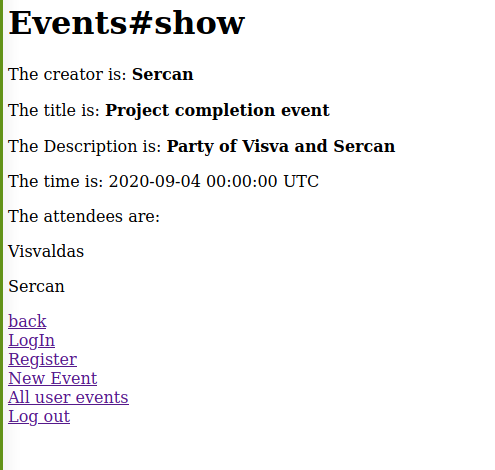 Events#show
The creator is: Sercan
The title is: Project completion event
The Description is: Party of Visva and Sercan
The time is: 2020-09-04 00:00:00 UTC
The attendees are:
Visvaldas
Sercan
back
LogIn
Register
New Event
All user events
Log out